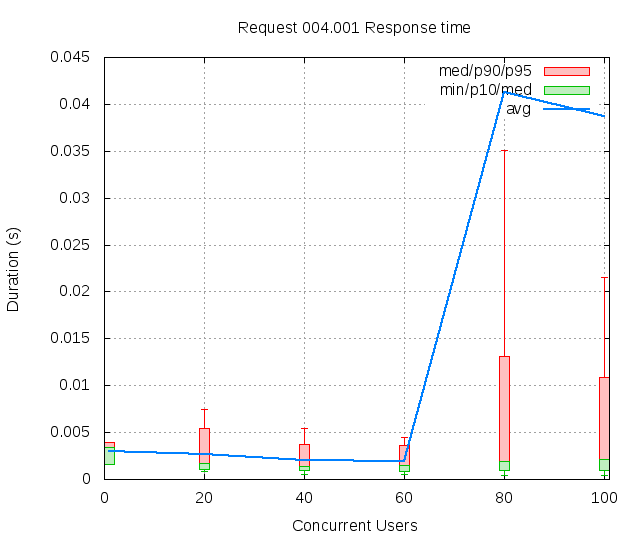 Request 004.001 Response time
0.045
0.04
0.035
0.03
0.025
0.02
0.015
0.01
0.005
0
Duration (s)
med/p90/p95
min/p10/med
avg
0 20 40 60 80 100
Concurrent Users